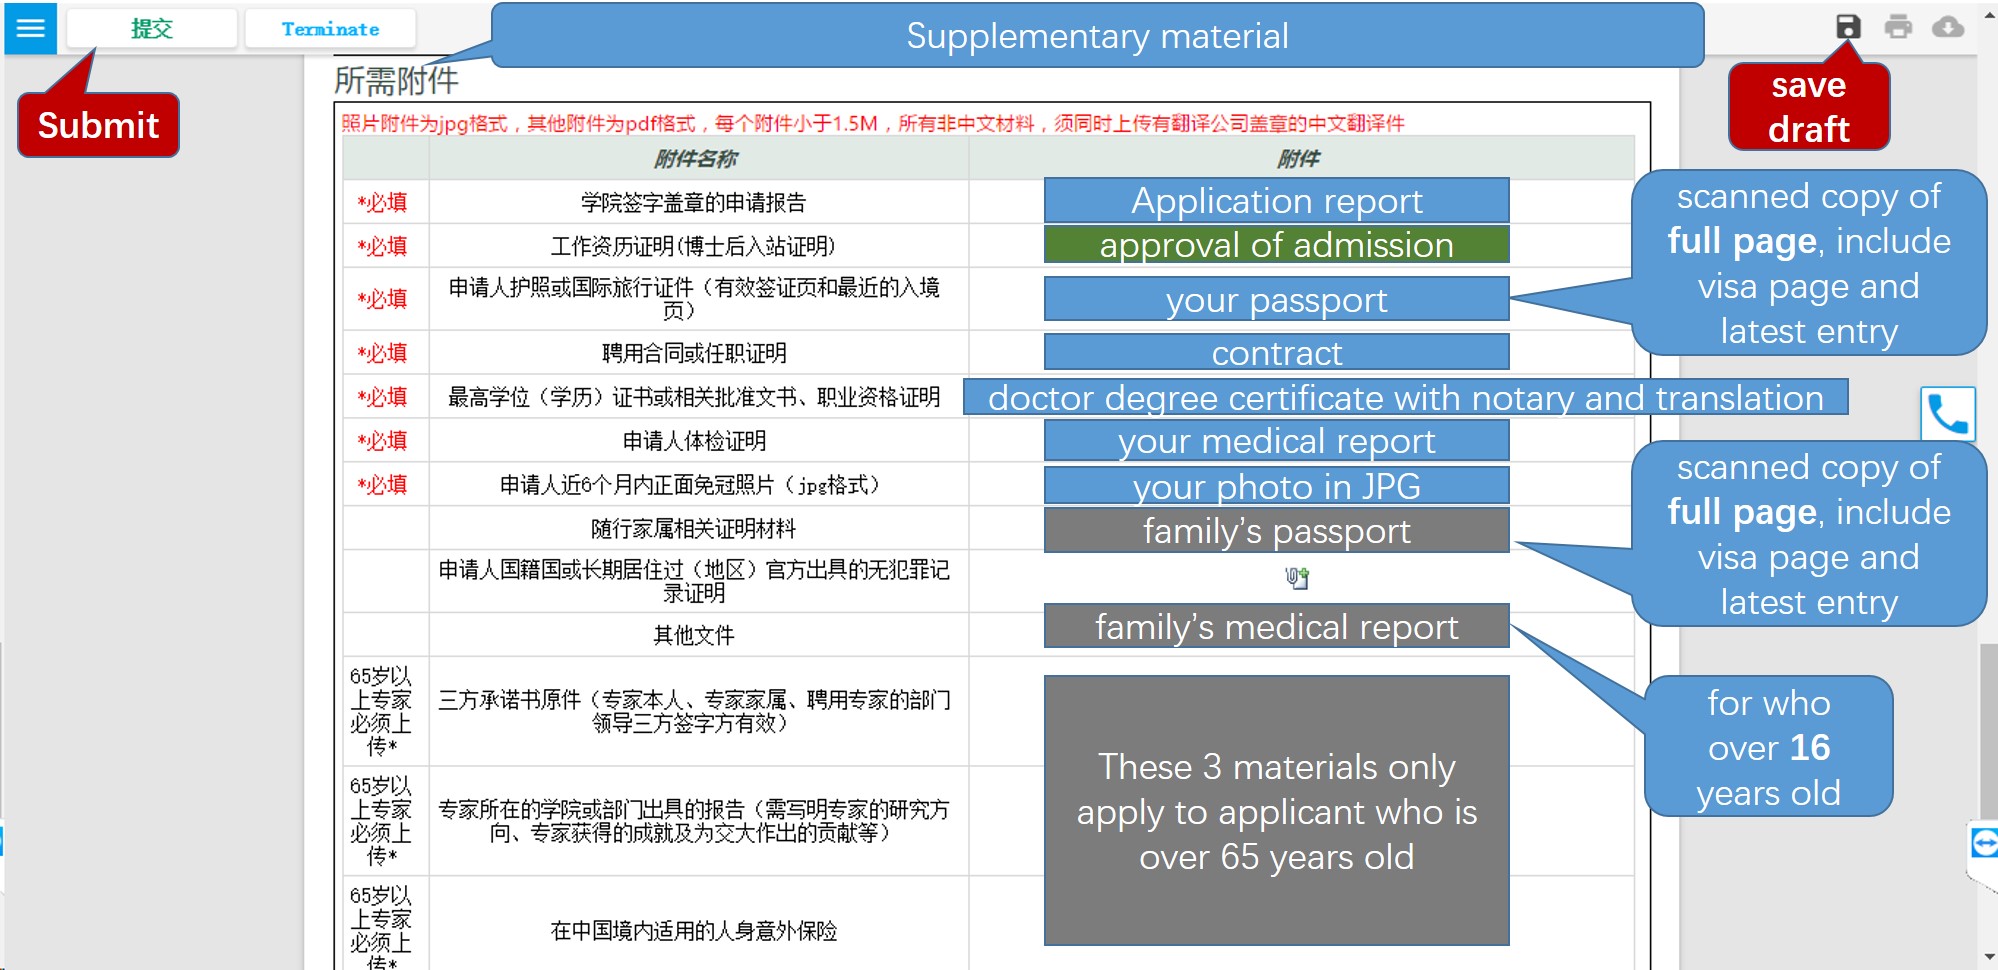 提交
Terminate
Supplementary material
Submit
save
draft
所需附件
照片附件为jpg格式，其他附件为pdf格式，每个附件小于1.5M，所有非中文材料，须同时上传有翻译公司盖章的中文翻译件
附件名称
附件
*必填
学院签字盖章的申请报告
Application report
*必填
工作资历证明(博士后入站证明)
approval of admission
*必填
申请人护照或国际旅行证件（有效签证页和最近的入境
页）
your passport
scanned copy of
full page, include
visa page and
latest entry
*必填
聘用合同或任职证明
contract
*必填
最高学位（学历）证书或相关批准文书、职业资格证明
doctor degree certificate with notary and translation
*必填
申请人体检证明
your medical report
*必填
申请人近6个月内正面免冠照片（jpg格式）
your photo in JPG
随行家属相关证明材料
family’s passport
scanned copy of
full page, include
visa page and
latest entry
申请人国籍国或长期居住过（地区）官方出具的无犯罪记
录证明
其他文件
family’s medical report
for who
over 16
years old
65岁以
上专家
必须上
传*
三方承诺书原件（专家本人、专家家属、聘用专家的部门
领导三方签字方有效）
These 3 materials only
apply to applicant who is
over 65 years old
65岁以
上专家
必须上
传*
专家所在的学院或部门出具的报告（需写明专家的研究方
向、专家获得的成就及为交大作出的贡献等）
65岁以
上专家
必须上
传*
在中国境内适用的人身意外保险